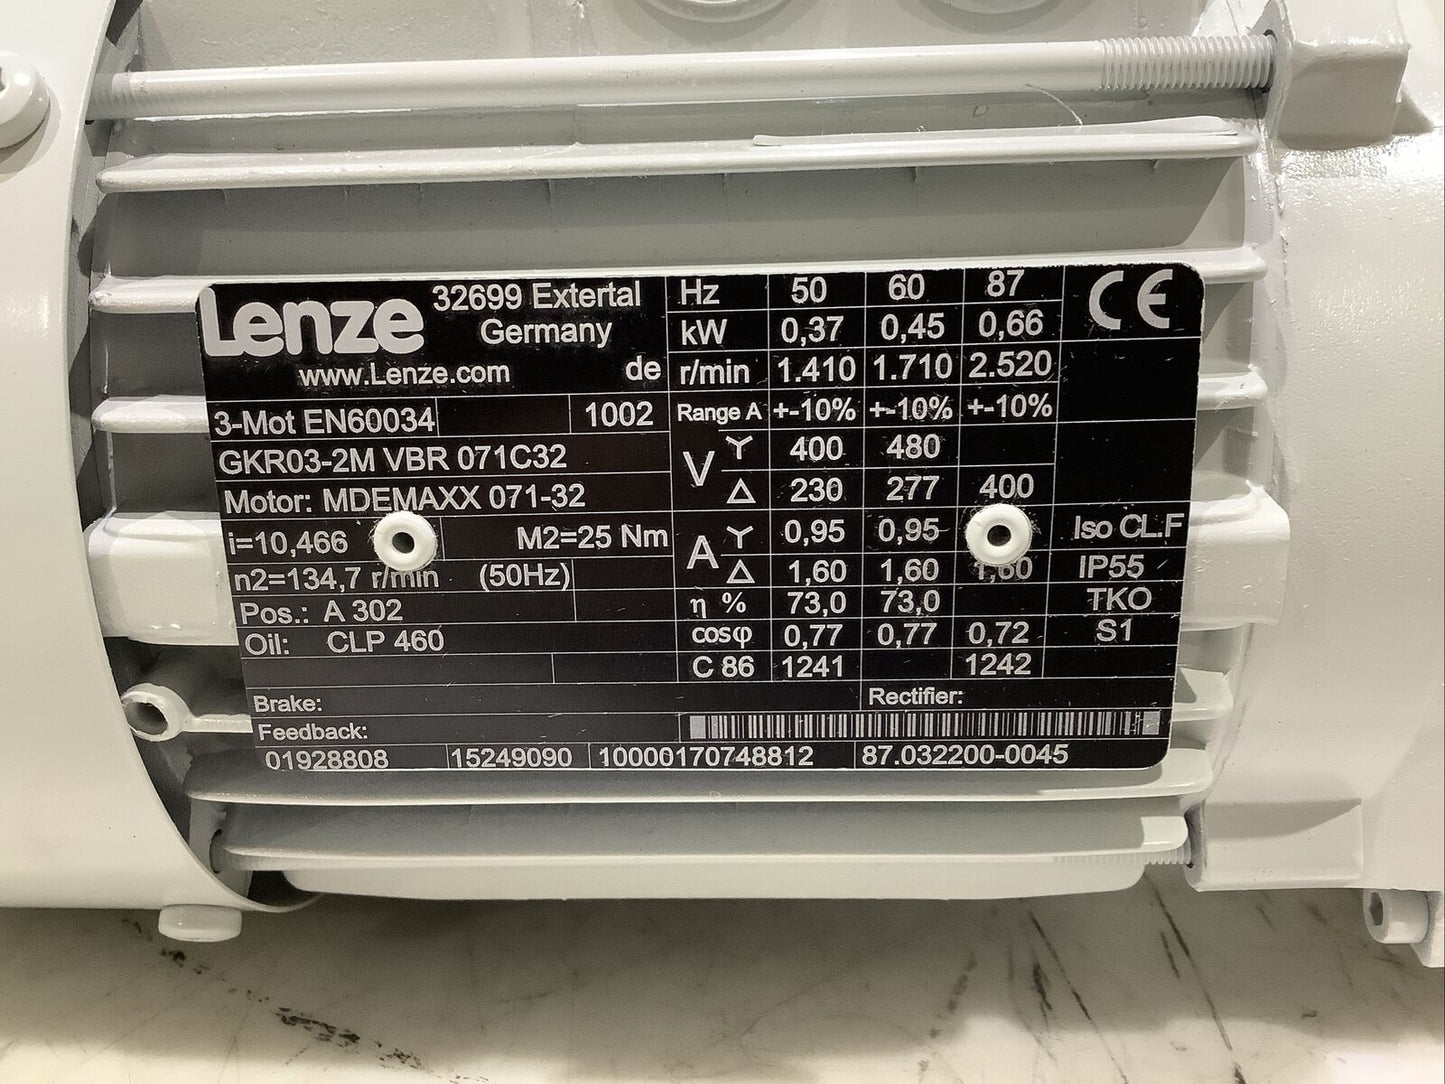 Lenze 32699 Extertal
Germany
www.Lenze.com de
3-Mot EN60034 1002
GKR03-2M VBR 071C32
Motor: MDEMAXX 071-32
i=10,466 M2=25 Nm
n2=134,7 r/min (50Hz)
Pos.: A 302
Oil: CLP 460
Hz 50 60 87
kW 0,37 0,45 0,66
r/min 1.410 1.710 2.520
Range A +-10% +-10% +-10%
V Y 400 480
△ 230 277 400
A Y 0,95 0,95
△ 1,60 1,60 1,60
η % 73,0 73,0
cosφ 0,77 0,77 0,72
C 86 1241 1242
CE
Iso CL.F
IP55
TKO
S1
Brake: Rectifier:
Feedback:
01928808 15249090 10000170748812 87.032200-0045